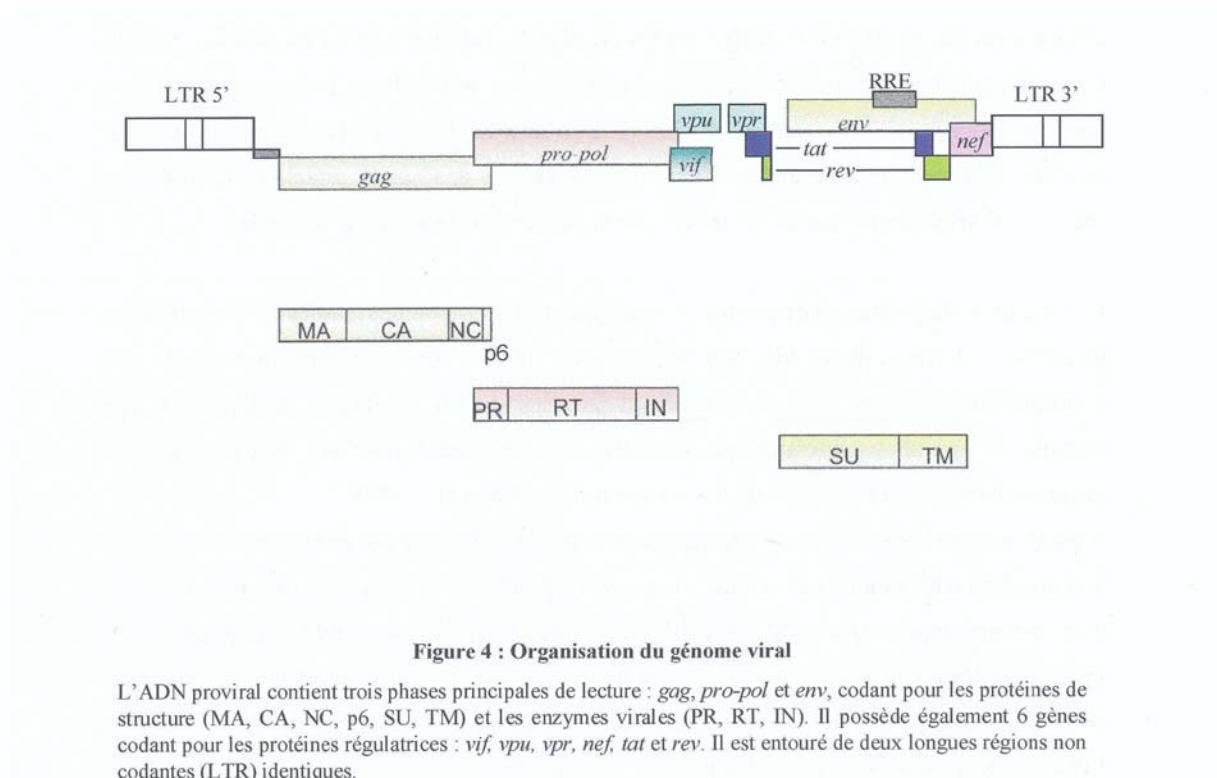 LTR 5'
RRE
LTR 3'
vpu
vpr
env
nef
pro-pol
vif
tat
gag
rev
MA CA NC
p6
PR RT IN
SU TM
Figure 4 : Organisation du génome viral
L'ADN proviral contient trois phases principales de lecture : gag, pro-pol et env, codant pour les protéines de
structure (MA, CA, NC, p6, SU, TM) et les enzymes virales (PR, RT, IN). Il possède également 6 gènes
codant pour les protéines régulatrices : vif, vpu, vpr, nef, tat et rev. Il est entouré de deux longues régions non
codantes (LTR) identiques.